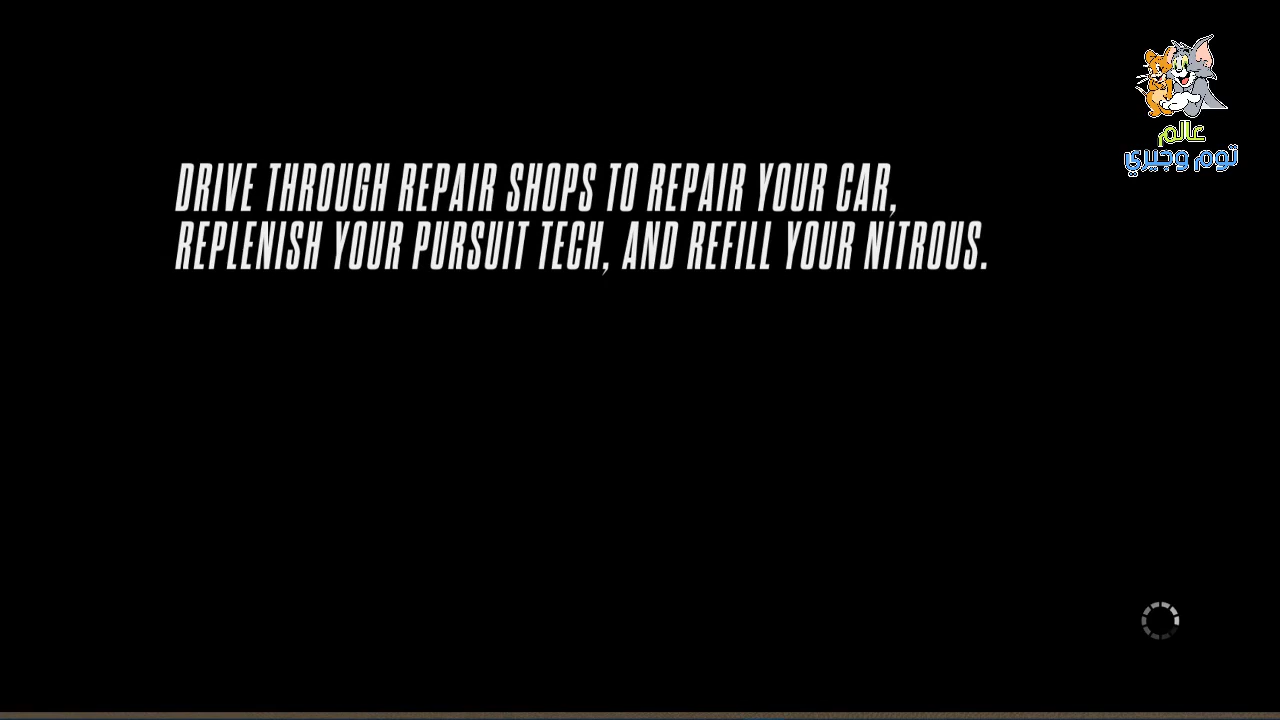 DRIVE THROUGH REPAIR SHOPS TO REPAIR YOUR CAR,
REPLENISH YOUR PURSUIT TECH, AND REFILL YOUR NITROUS.
عالم
توم وجيري